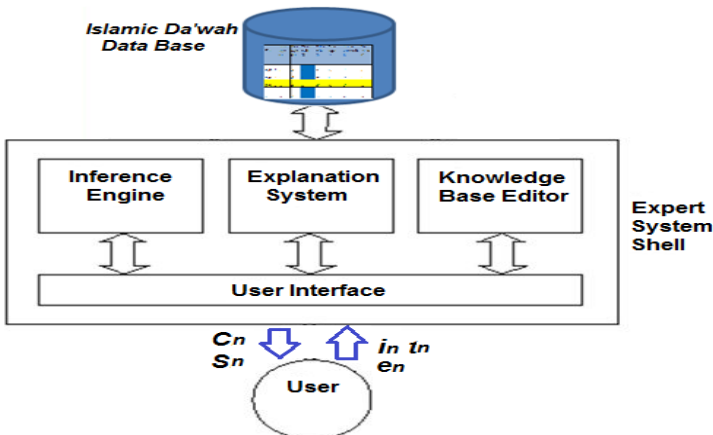 Islamic Da'wah
Data Base
Inference
Engine
Explanation
System
Knowledge
Base Editor
Expert
System
Shell
User Interface
Cn
Sn
in tn
en
User